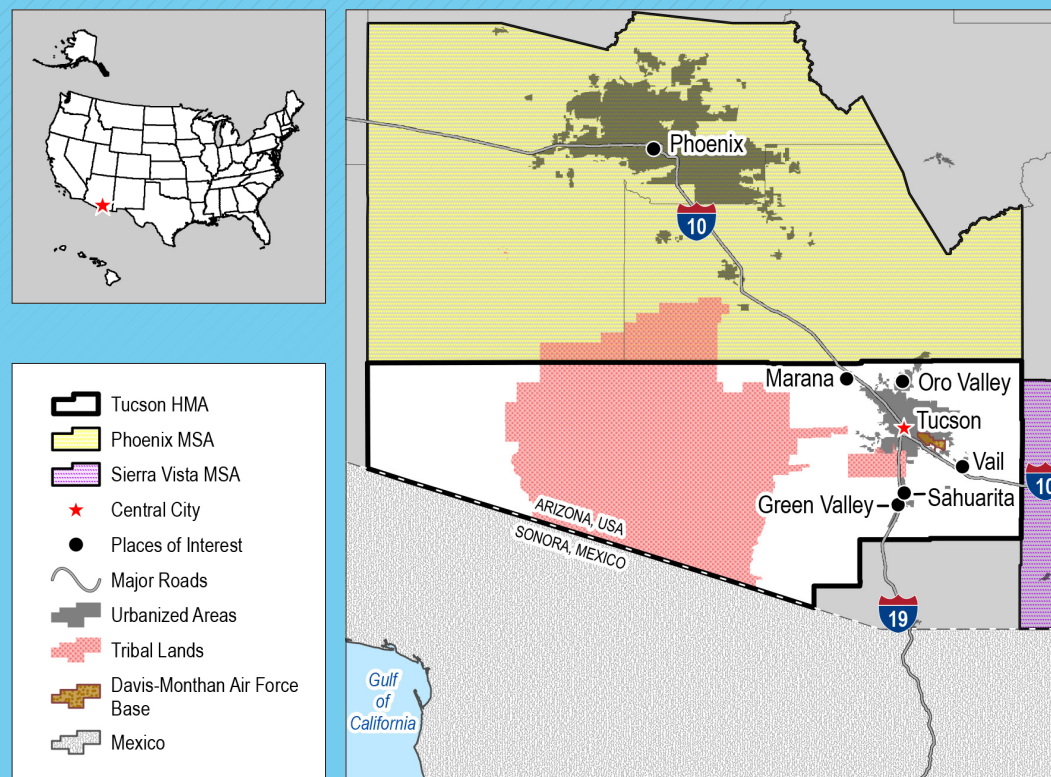 Tucson HMA
Phoenix MSA
Sierra Vista MSA
Central City
Places of Interest
Major Roads
Urbanized Areas
Tribal Lands
Davis-Monthan Air Force
Base
Mexico
Phoenix
10
Marana
Oro Valley
Tucson
Vail
10
Sahuarita
Green Valley
ARIZONA, USA
SONORA, MEXICO
19
Gulf
of
California